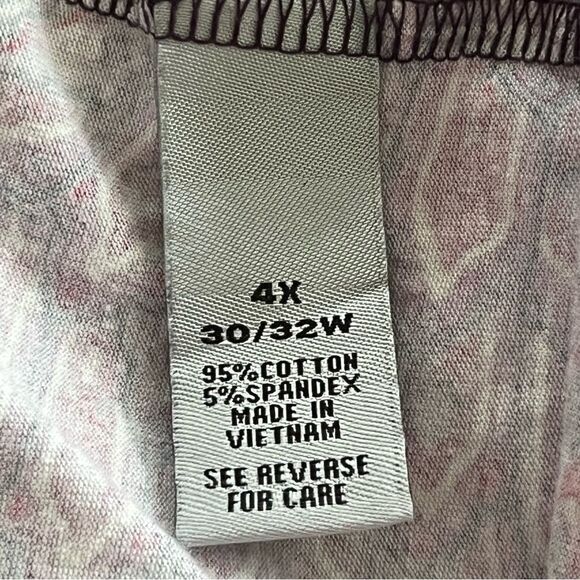 4X
30/32W
95%COTTON
5%SPANDEX
MADE IN
VIETNAM
SEE REVERSE
FOR CARE